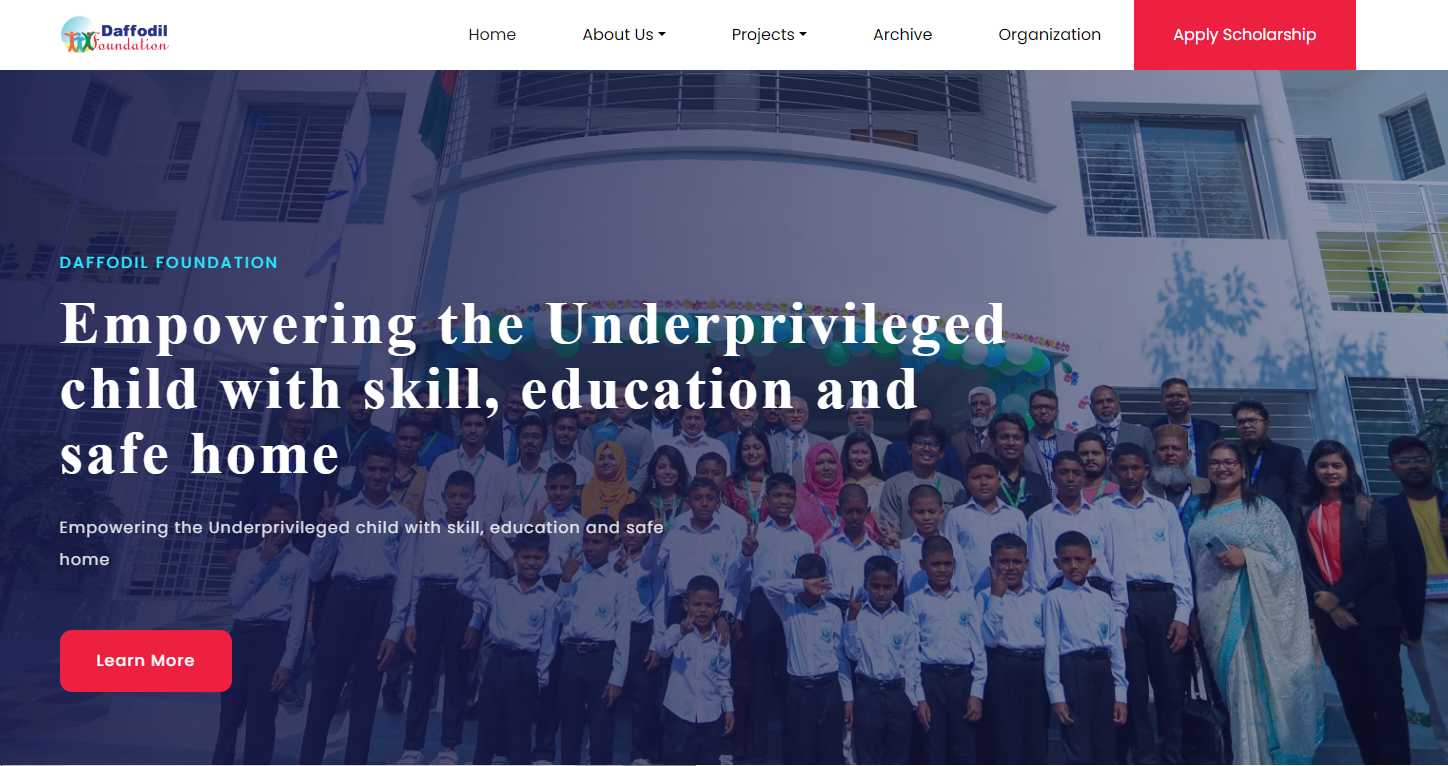 Daffodil
Foundation
Home
About Us
Projects
Archive
Organization
Apply Scholarship
DAFFODIL FOUNDATION
Empowering the Underprivileged
child with skill, education and
safe home
Empowering the Underprivileged child with skill, education and safe
home
Learn More